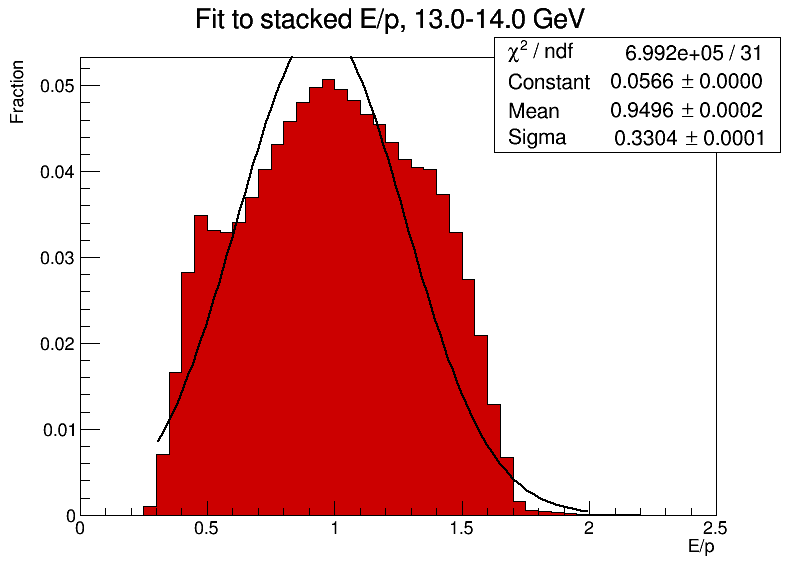 Fit to stacked E/p, 13.0-14.0 GeV
χ² / ndf 6.992e+05 / 31
Constant 0.0566 ± 0.0000
Mean 0.9496 ± 0.0002
Sigma 0.3304 ± 0.0001
Fraction
0.05
0.04
0.03
0.02
0.01
0
0 0.5 1 1.5 2 2.5
E/p